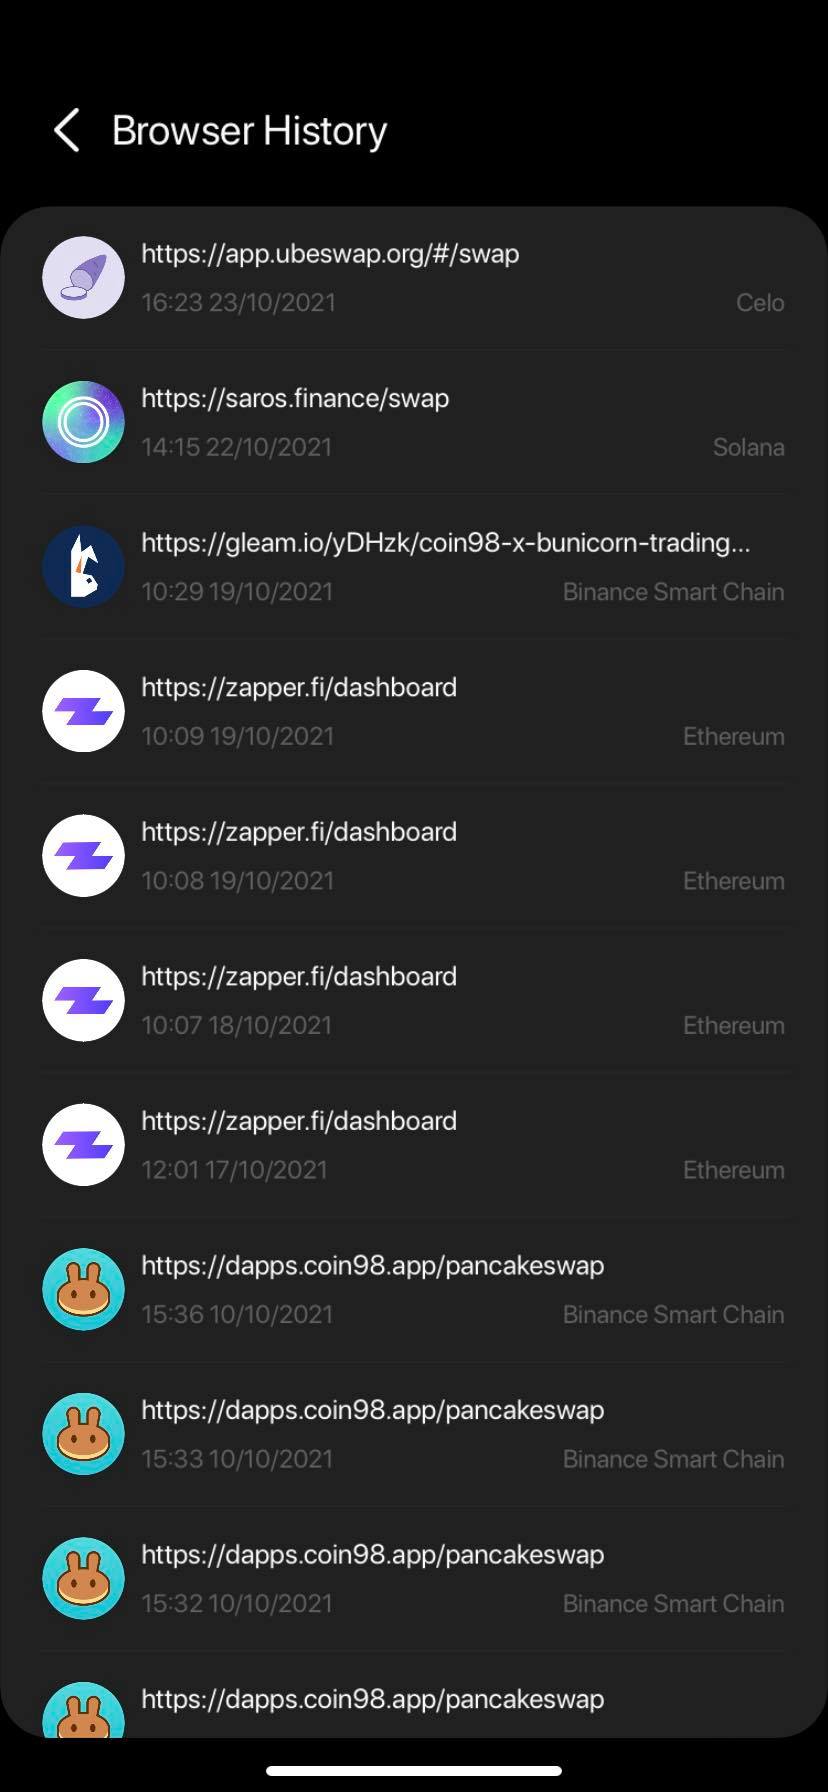 Browser History
https://app.ubeswap.org/#/swap
16:23 23/10/2021 Celo
https://saros.finance/swap
14:15 22/10/2021 Solana
https://gleam.io/yDHzk/coin98-x-bunicorn-trading...
10:29 19/10/2021 Binance Smart Chain
https://zapper.fi/dashboard
10:09 19/10/2021 Ethereum
https://zapper.fi/dashboard
10:08 19/10/2021 Ethereum
https://zapper.fi/dashboard
10:07 18/10/2021 Ethereum
https://zapper.fi/dashboard
12:01 17/10/2021 Ethereum
https://dapps.coin98.app/pancakeswap
15:36 10/10/2021 Binance Smart Chain
https://dapps.coin98.app/pancakeswap
15:33 10/10/2021 Binance Smart Chain
https://dapps.coin98.app/pancakeswap
15:32 10/10/2021 Binance Smart Chain
https://dapps.coin98.app/pancakeswap